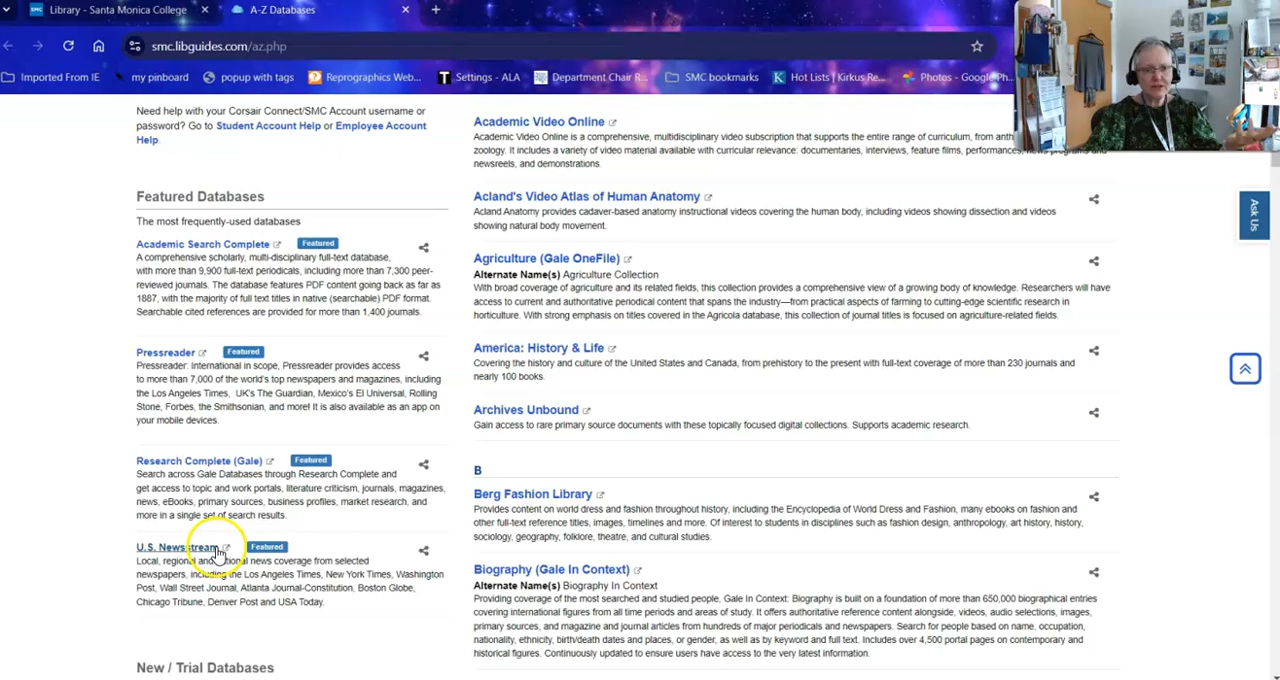 Library - Santa Monica College
A-Z Databases
smc.libguides.com/az.php
Imported From IE
my pinboard
popup with tags
Reprographics Web...
Settings - ALA
Department Chair R...
SMC bookmarks
Hot Lists | Kirkus Re...
Photos - Google Ph
Need help with your Corsair Connect/SMC Account username or
password? Go to Student Account Help or Employee Account
Help.
Featured Databases
The most frequently-used databases
Academic Search Complete Featured
A comprehensive scholarly, multi-disciplinary full-text database,
with more than 9,900 full-text periodicals, including more than 7,300 peer-
reviewed journals. The database features PDF content going back as far as
1887, with the majority of full text titles in native (searchable) PDF format.
Searchable cited references are provided for more than 1,400 journals.
Pressreader Featured
Pressreader: International in scope, Pressreader provides access
to more than 7,000 of the world's top newspapers and magazines, including
the Los Angeles Times, UK's The Guardian, Mexico's El Universal, Rolling
Stone, Forbes, the Smithsonian, and more! It is also available as an app on
your mobile devices.
Research Complete (Gale) Featured
Search across Gale Databases through Research Complete and
get access to topic and work portals, literature criticism, journals, magazines,
news, eBooks, primary sources, business profiles, market research, and
more in a single set of search results.
U.S. Newsstream Featured
Local, regional and national news coverage from selected
newspapers, including the Los Angeles Times, New York Times, Washington
Post, Wall Street Journal, Atlanta Journal-Constitution, Boston Globe,
Chicago Tribune, Denver Post and USA Today.
New / Trial Databases
Academic Video Online
Academic Video Online is a comprehensive, multidisciplinary video subscription that supports the entire range of curriculum, from anth
zoology. It includes a variety of video material available with curricular relevance: documentaries, interviews, feature films, performances, news programs and
newsreels, and demonstrations.
Acland's Video Atlas of Human Anatomy
Acland Anatomy provides cadaver-based anatomy instructional videos covering the human body, including videos showing dissection and videos
showing natural body movement.
Agriculture (Gale OneFile)
Alternate Name(s) Agriculture Collection
With broad coverage of agriculture and its related fields, this collection provides a comprehensive view of a growing body of knowledge. Researchers will have
access to current and authoritative periodical content that spans the industry—from practical aspects of farming to cutting-edge scientific research in
horticulture. With strong emphasis on titles covered in the Agricola database, this collection of journal titles is focused on agriculture-related fields.
America: History & Life
Covering the history and culture of the United States and Canada, from prehistory to the present with full-text coverage of more than 230 journals and
nearly 100 books.
Archives Unbound
Gain access to rare primary source documents with these topically focused digital collections. Supports academic research.
B
Berg Fashion Library
Provides content on world dress and fashion throughout history, including the Encyclopedia of World Dress and Fashion, many ebooks on fashion and
other full-text reference titles, images, timelines and more. Of interest to students in disciplines such as fashion design, anthropology, art history, history,
sociology, geography, folklore, theatre, and cultural studies.
Biography (Gale In Context)
Alternate Name(s) Biography In Context
Providing coverage of the most searched and studied people, Gale In Context: Biography is built on a foundation of more than 650,000 biographical entries
covering international figures from all time periods and areas of study. It offers authoritative reference content alongside, videos, audio selections, images,
primary sources, and magazine and journal articles from hundreds of major periodicals and newspapers. Search for people based on name, occupation,
nationality, ethnicity, birth/death dates and places, or gender, as well as by keyword and full text. Includes over 4,500 portal pages on contemporary and
historical figures. Continuously updated to ensure users have access to the very latest information.
Ask Us